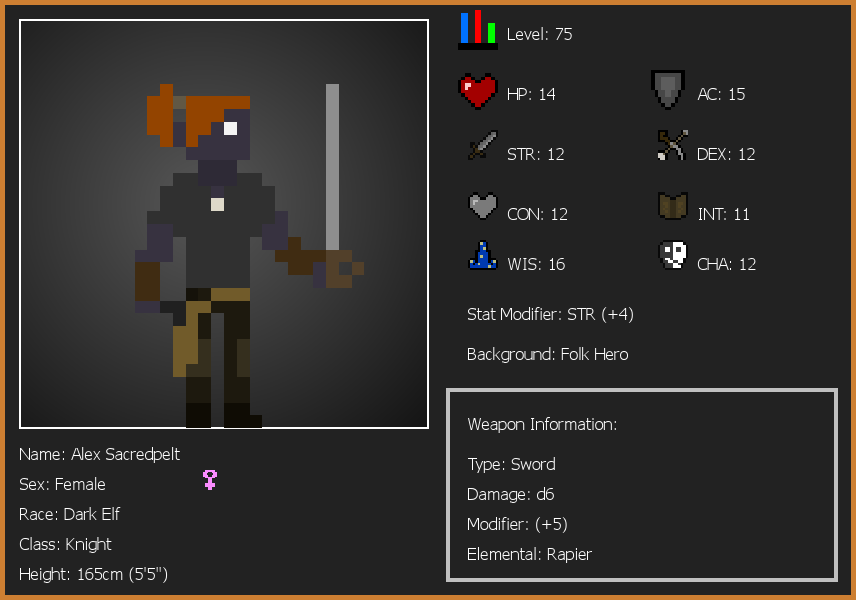 Level: 75
HP: 14
AC: 15
STR: 12
DEX: 12
CON: 12
INT: 11
WIS: 16
CHA: 12
Stat Modifier: STR (+4)
Background: Folk Hero
Weapon Information:
Type: Sword
Damage: d6
Modifier: (+5)
Elemental: Rapier
Name: Alex Sacredpelt
Sex: Female
Race: Dark Elf
Class: Knight
Height: 165cm (5'5")